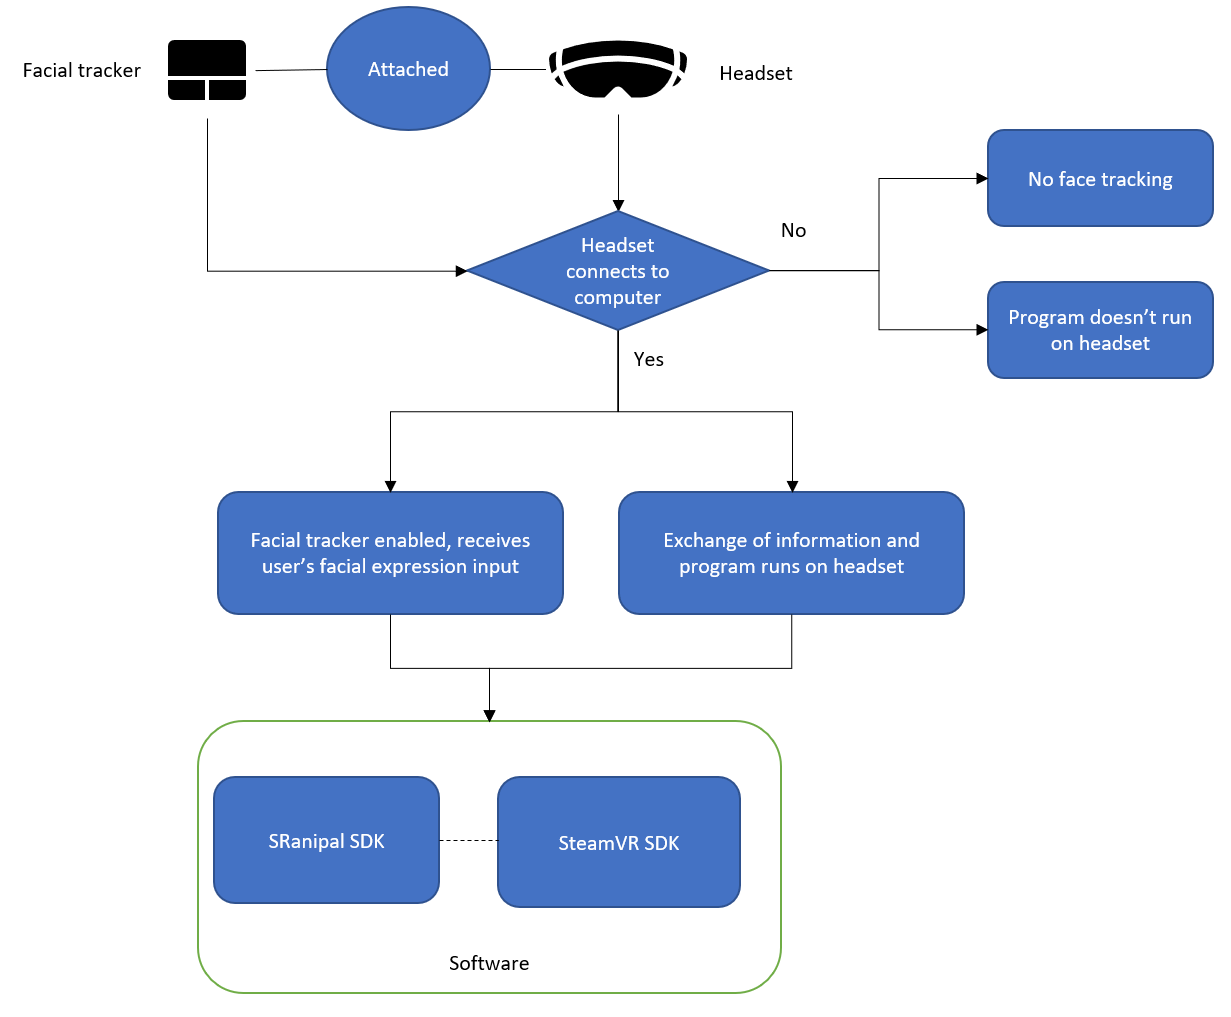 Facial tracker
Attached
Headset
No face tracking
No
Headset
connects to
computer
Program doesn’t run
on headset
Yes
Facial tracker enabled, receives
user’s facial expression input
Exchange of information and
program runs on headset
SRanipal SDK
SteamVR SDK
Software